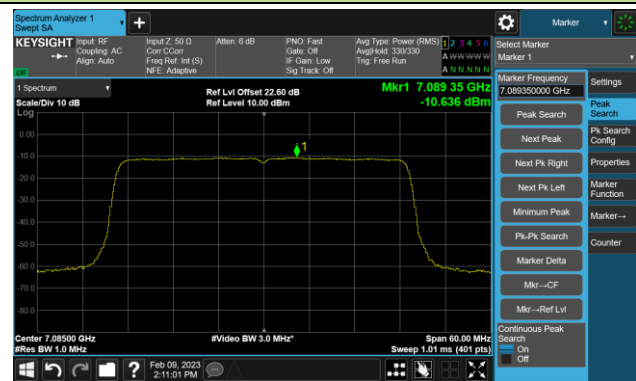 Spectrum Analyzer 1
Swept SA
Marker
KEYSIGHT
Input: RF
Coupling: AC
Align: Auto
Input Z: 50 Ω
Corr CCorr
Freq Ref: Int (S)
NFE: Adaptive
Atten: 6 dB
PNO: Fast
Gate: Off
IF Gain: Low
Sig Track: Off
Avg Type: Power (RMS)
Avg|Hold: 330/330
Trig: Free Run
1 2 3 4 5 6
A W W W W W
A N N N N N
Select Marker
Marker 1
1 Spectrum
Scale/Div 10 dB
Log
Ref Lvl Offset 22.60 dB
Ref Level 10.00 dBm
Mkr1 7.089 35 GHz
-10.636 dBm
1
0.00
-10.0
-20.0
-30.0
-40.0
-50.0
-60.0
-70.0
-80.0
Center 7.08500 GHz
#Res BW 1.0 MHz
#Video BW 3.0 MHz*
Span 60.00 MHz
Sweep 1.01 ms (401 pts)
Marker Frequency
7.089350000 GHz
Peak Search
Next Peak
Next Pk Right
Next Pk Left
Minimum Peak
Pk-Pk Search
Marker Delta
Mkr→CF
Mkr→Ref Lvl
Continuous Peak
Search
On
Off
Settings
Peak
Search
Pk Search
Config
Properties
Marker
Function
Marker→
Counter
Feb 09, 2023
2:11:01 PM